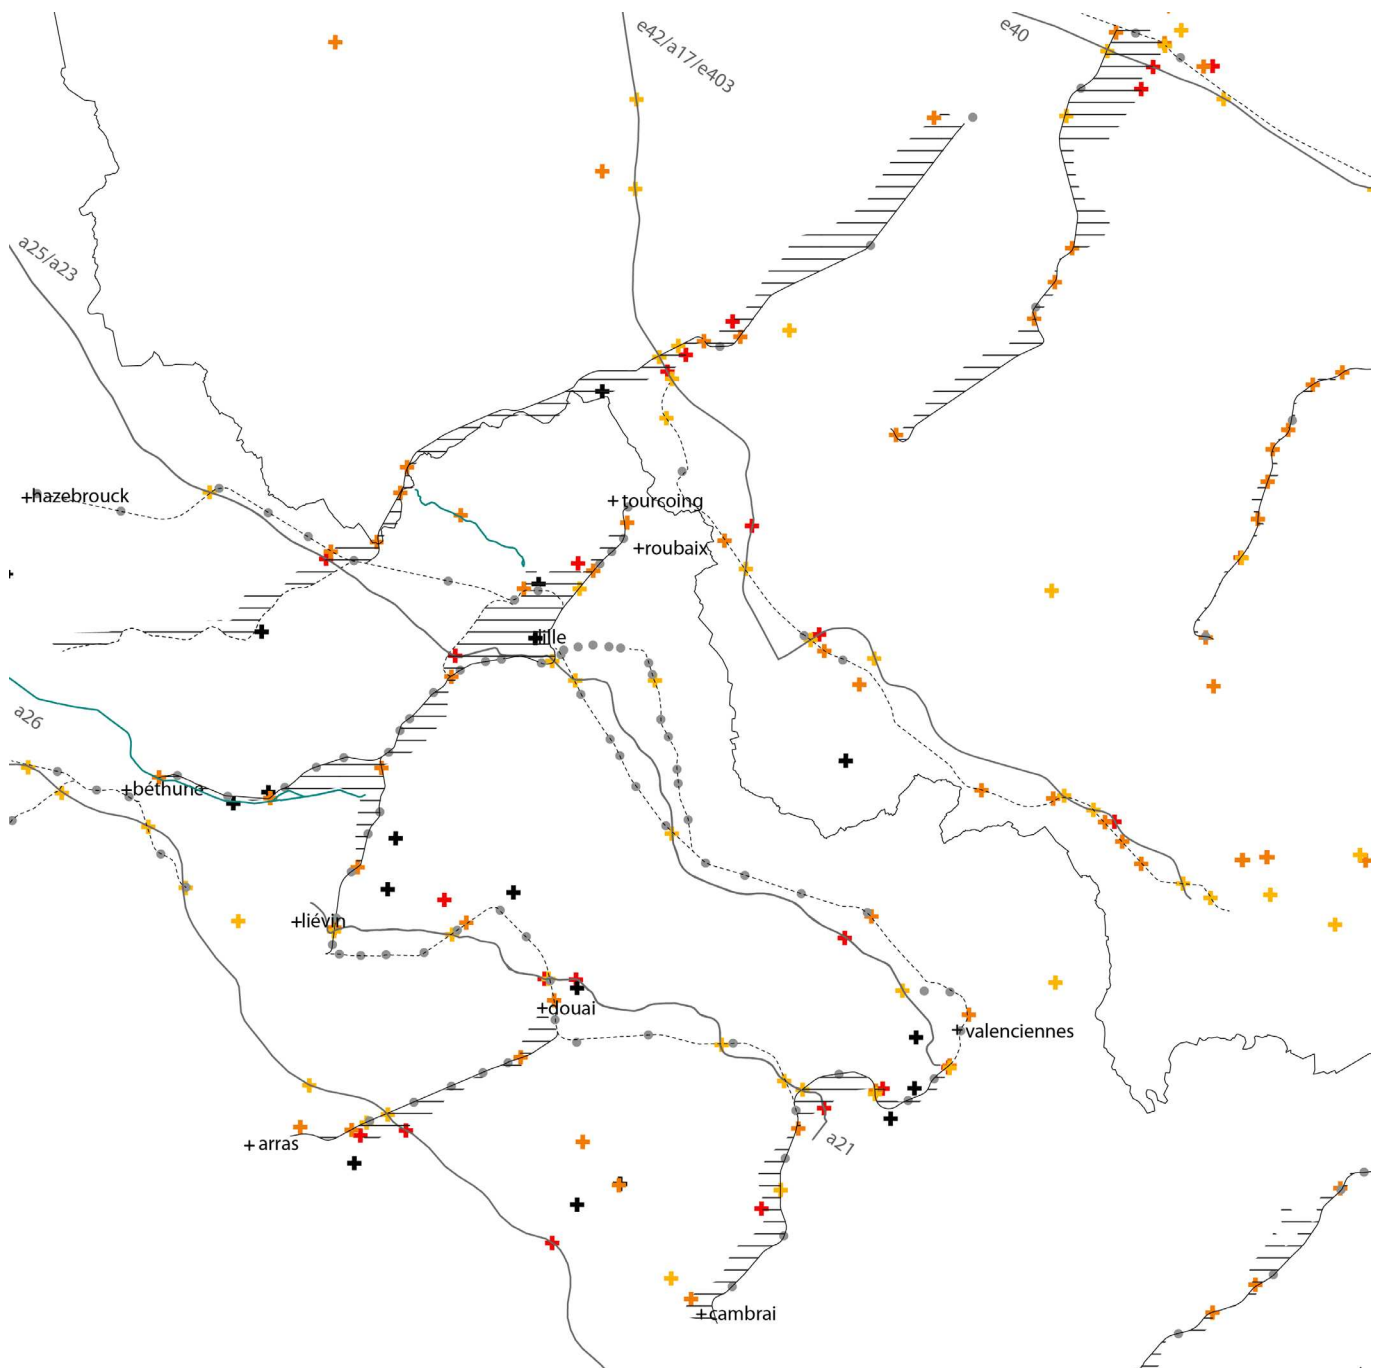 e42/a17/e403
e40
a25/a23
+hazebrouck
+tourcoing
+roubaix
lille
a26
+béthune
+liévin
+douai
+valenciennes
+arras
a21
+cambrai